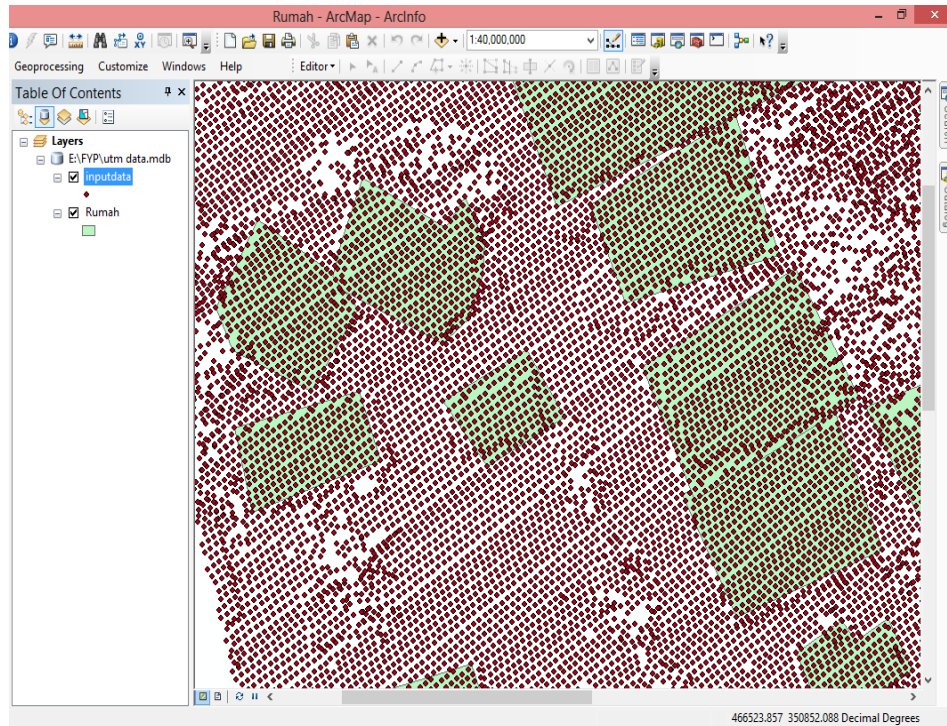 Rumah - ArcMap - ArcInfo
1:40,000,000
Geoprocessing Customize Windows Help Editor
Table Of Contents
Layers
E:\FYP\utm data.mdb
inputdata
Rumah
466523.857 350852.088 Decimal Degrees